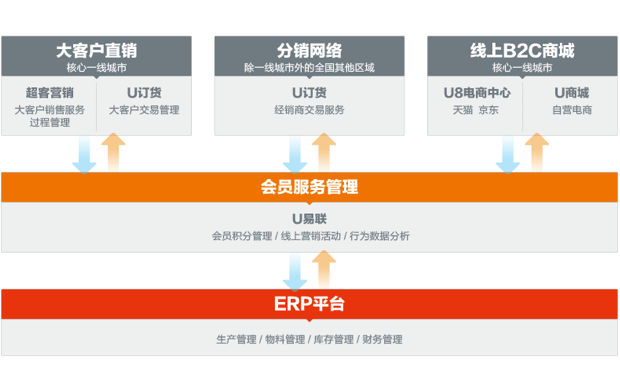 大客户直销
核心一线城市
超客营销
大客户销售服务
过程管理
U订货
大客户交易管理
分销网络
除一线城市外的全国其他区域
U订货
经销商交易服务
线上B2C商城
核心一线城市
U8电商中心
天猫 京东
U商城
自营电商
会员服务管理
U易联
会员积分管理 / 线上营销活动 / 行为数据分析
ERP平台
生产管理 / 物料管理 / 库存管理 / 财务管理